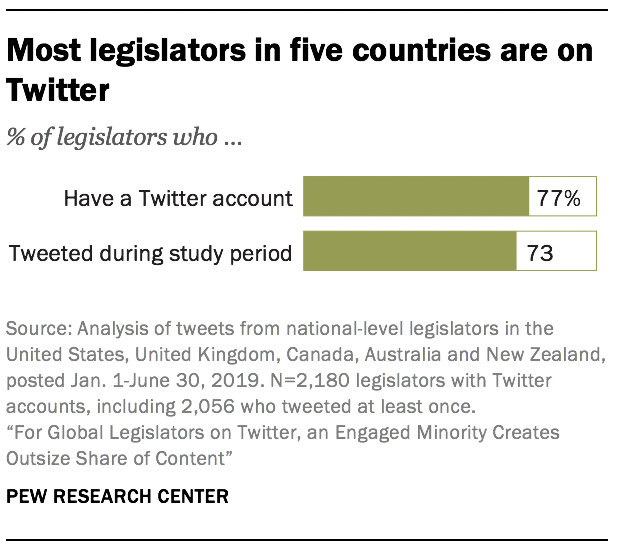 Most legislators in five countries are on
Twitter
% of legislators who ...
Have a Twitter account 77%
Tweeted during study period 73
Source: Analysis of tweets from national-level legislators in the
United States, United Kingdom, Canada, Australia and New Zealand,
posted Jan. 1-June 30, 2019. N=2,180 legislators with Twitter
accounts, including 2,056 who tweeted at least once.
“For Global Legislators on Twitter, an Engaged Minority Creates
Outsize Share of Content”
PEW RESEARCH CENTER